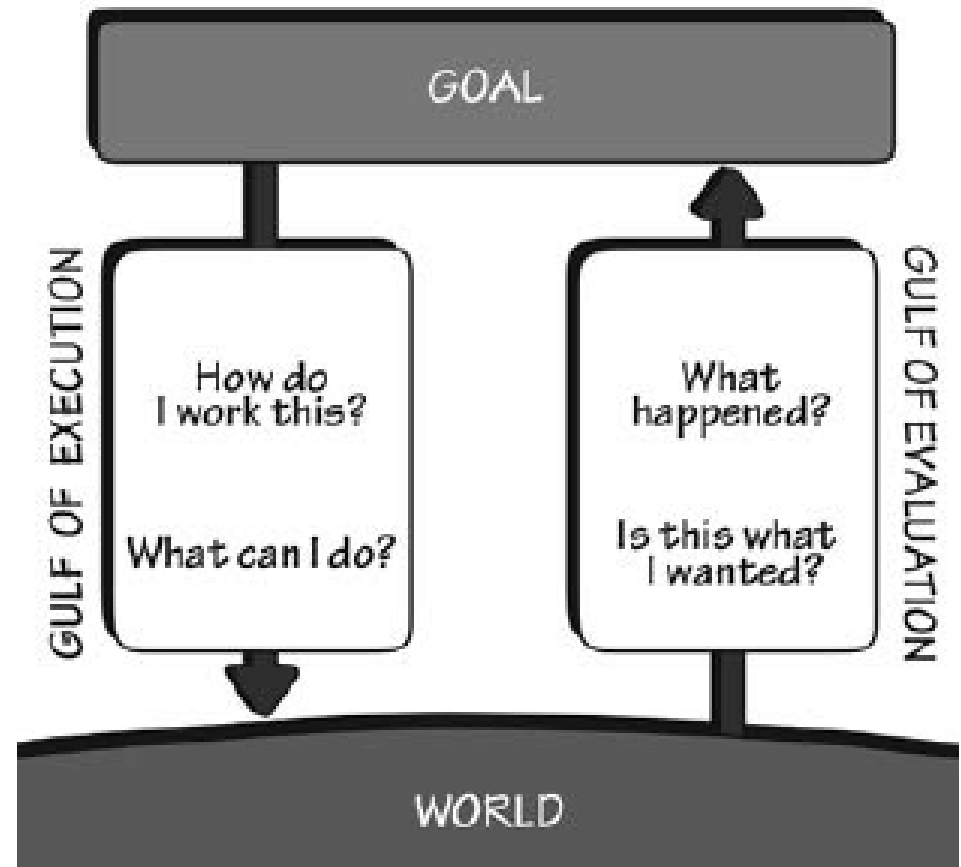 GOAL
GULF OF EXECUTION
How do
I work this?
What can I do?
What
happened?
Is this what
I wanted?
GULF OF EVALUATION
WORLD